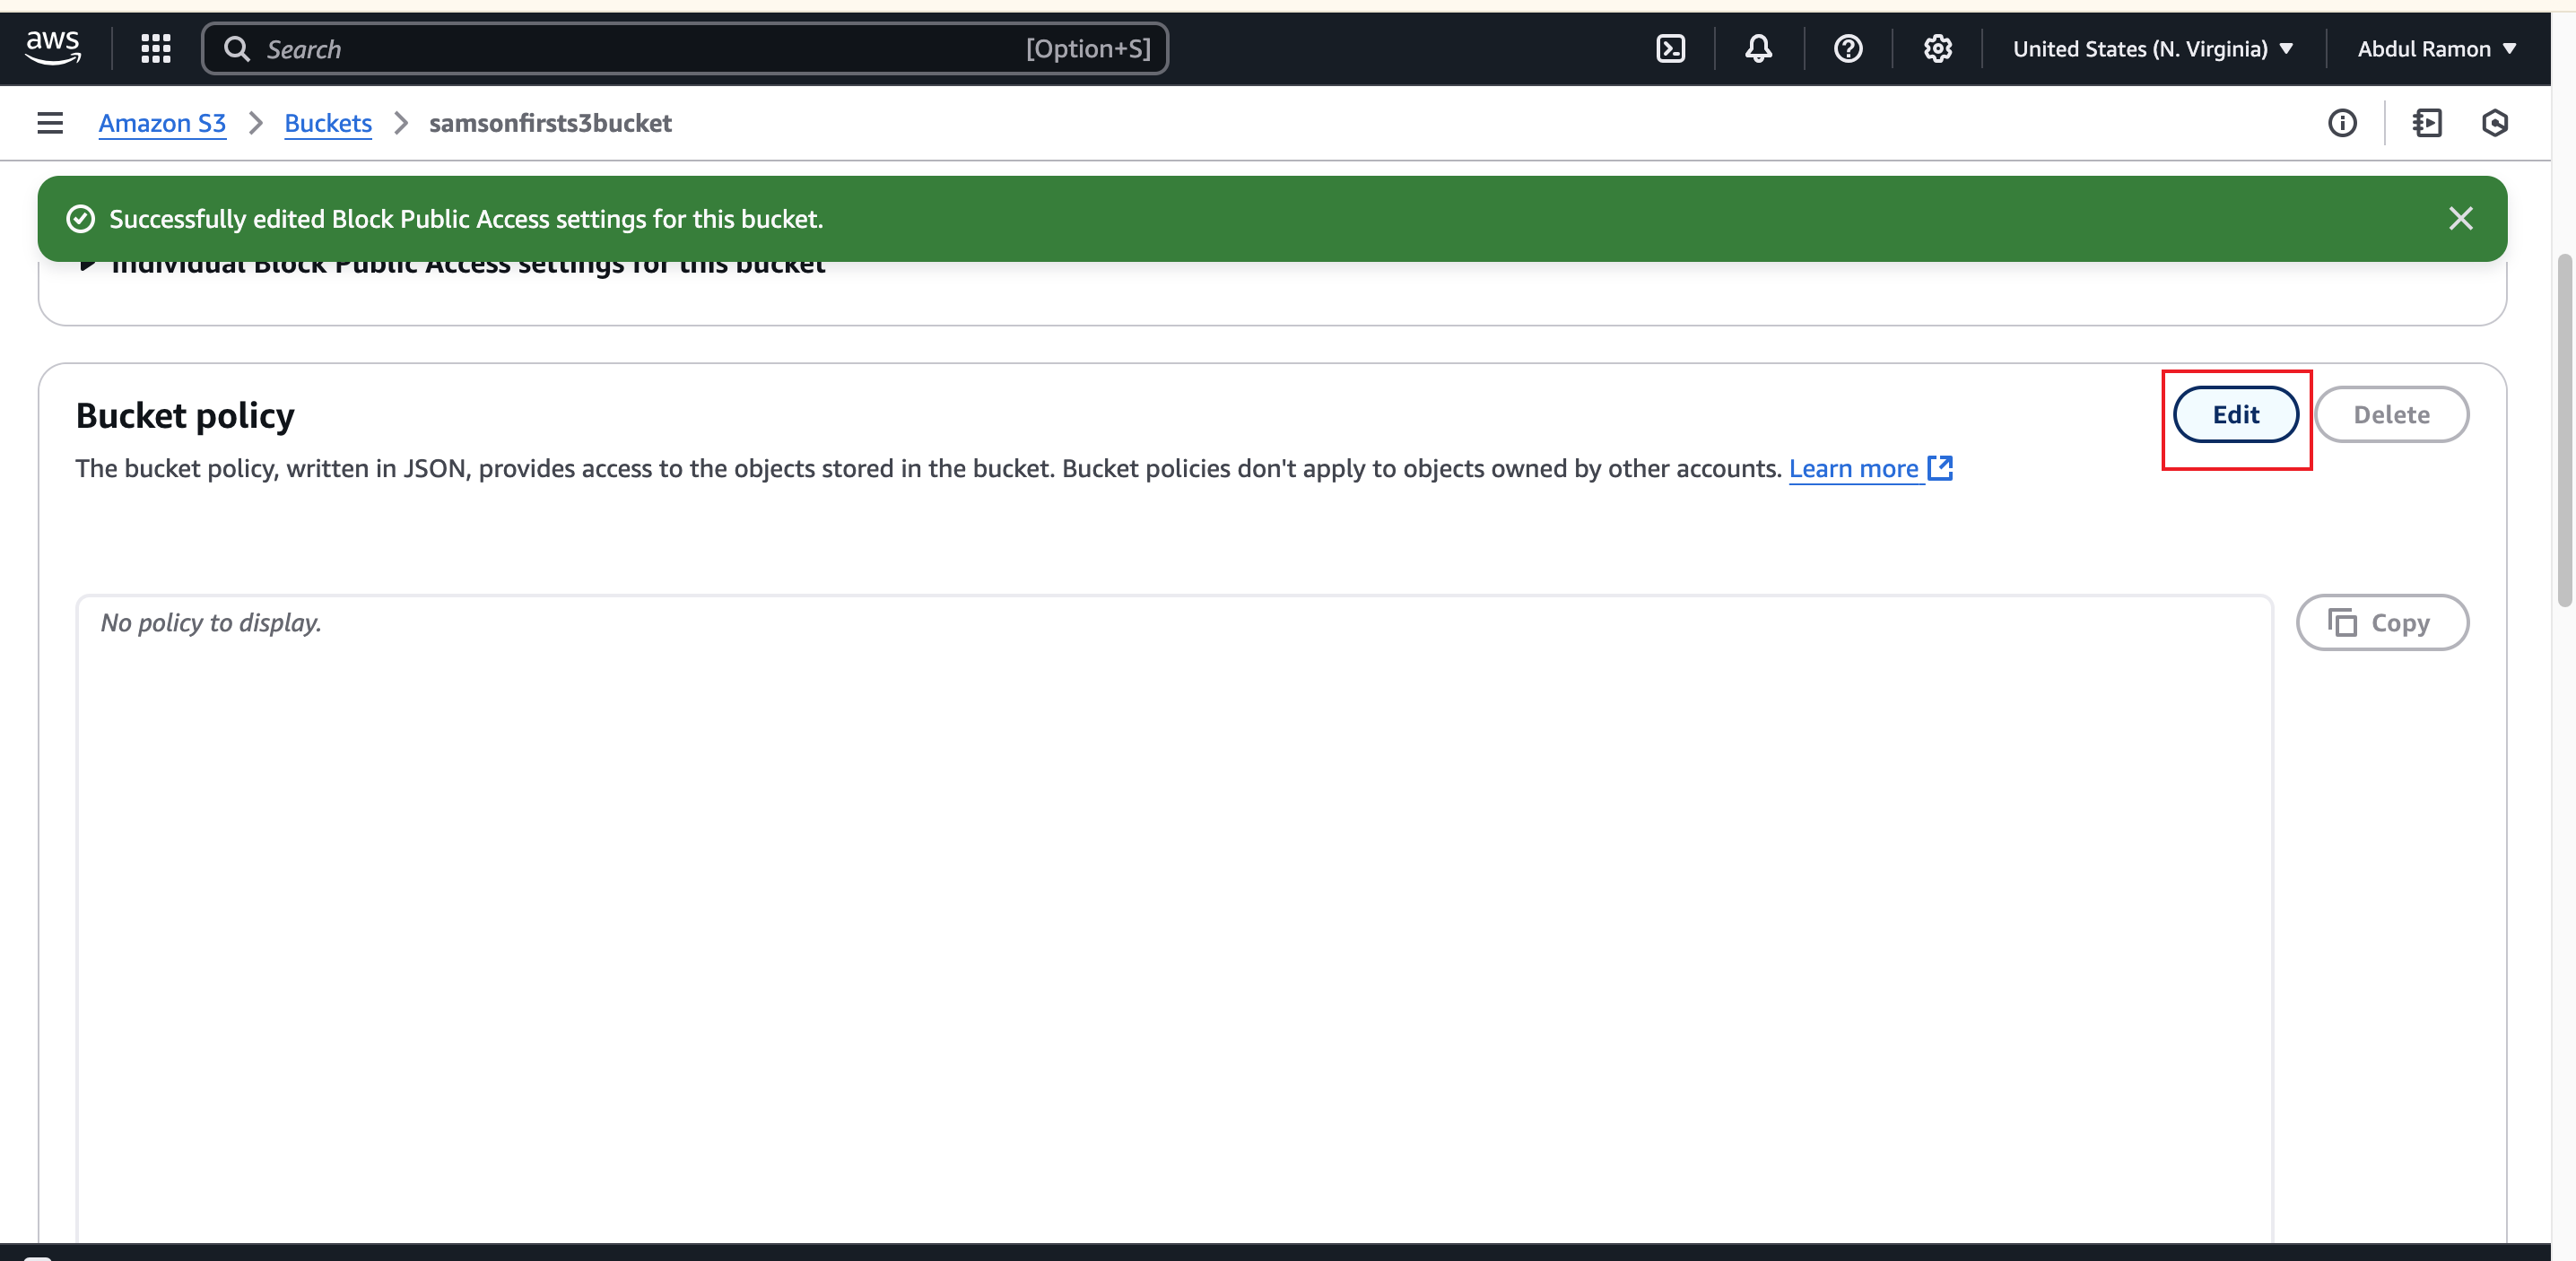 aws
Search [Option+S] United States (N. Virginia) Abdul Ramon
Amazon S3 Buckets samsonfirsts3bucket
Successfully edited Block Public Access settings for this bucket.
Individual Block Public Access settings for this bucket
Bucket policy Edit Delete
The bucket policy, written in JSON, provides access to the objects stored in the bucket. Bucket policies don't apply to objects owned by other accounts. Learn more
No policy to display. Copy